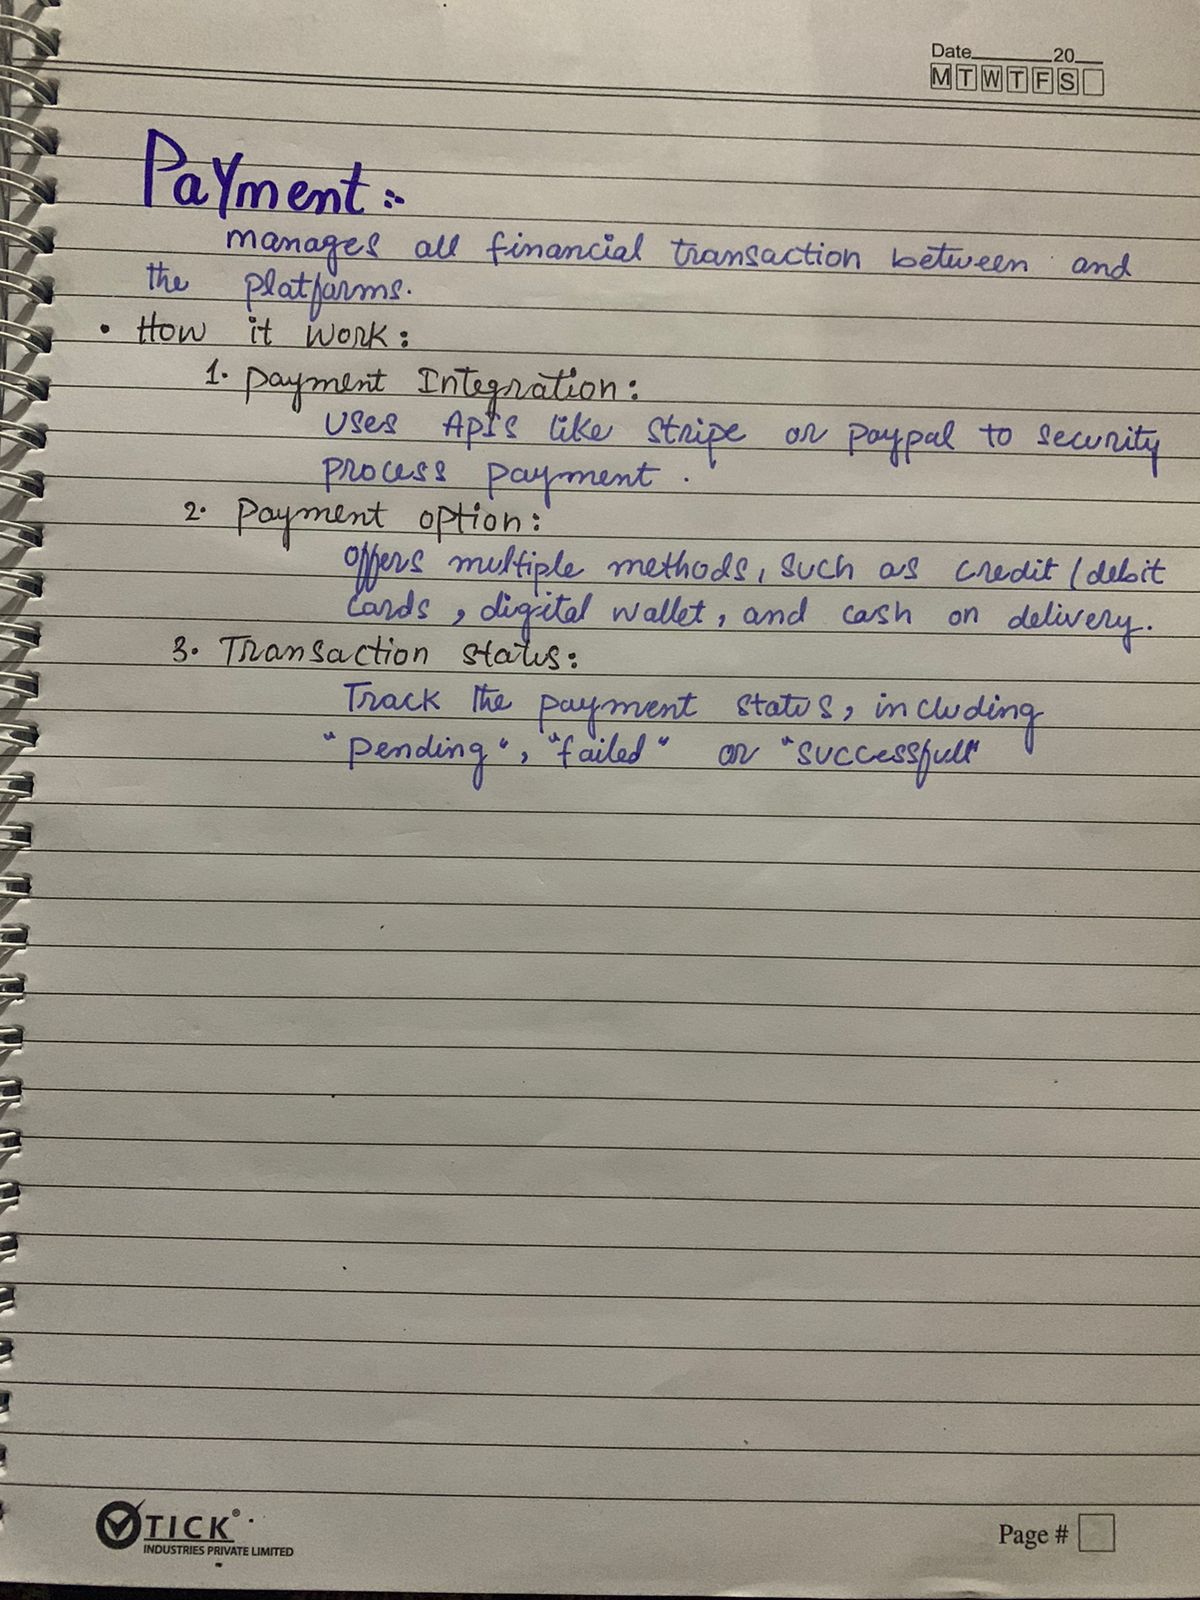 Date 20
M T W T F S
Payment :-
manages all financial transaction between and
the platforms.
• How it work :
1. payment Integration :
uses APIs like stripe or paypal to security
process payment .
2. payment option :
offers multiple methods, such as credit / debit
cards , digital wallet , and cash on delivery.
3. Transaction status :
Track the payment status , including
"pending" , "failed" or "successfull"
TICK®
INDUSTRIES PRIVATE LIMITED
Page #